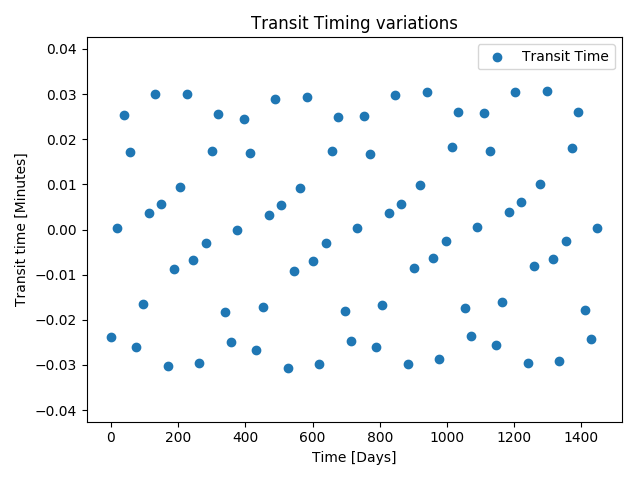 Transit Timing variations
Transit Time
0.04
0.03
0.02
0.01
0.00
−0.01
−0.02
−0.03
−0.04
Transit time [Minutes]
0 200 400 600 800 1000 1200 1400
Time [Days]